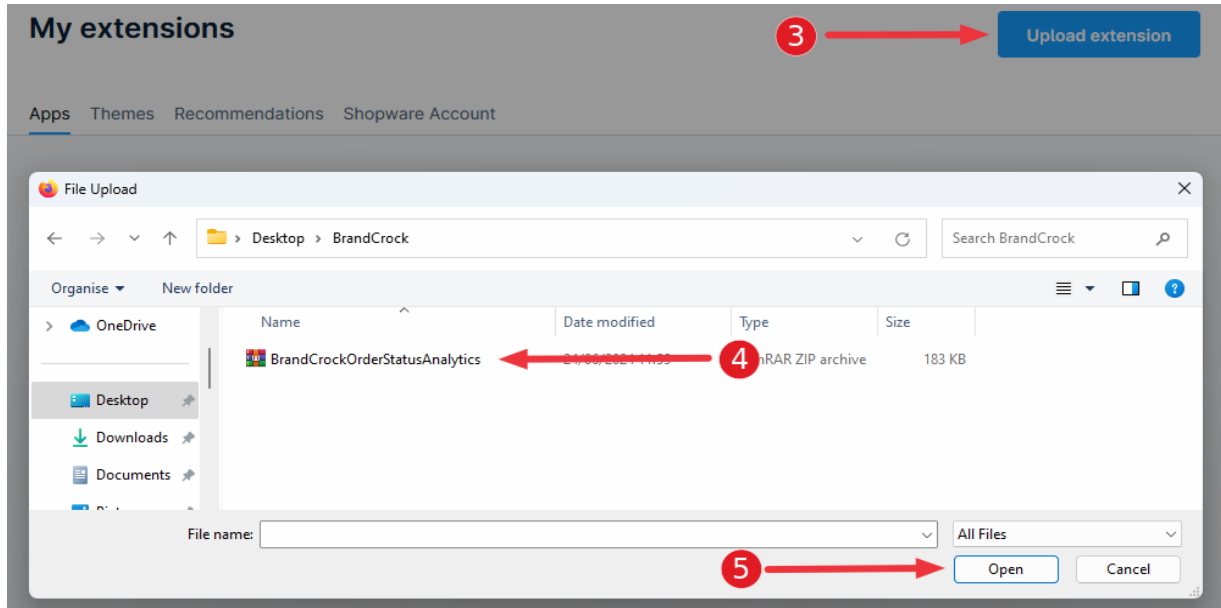 My extensions
3
Upload extension
Apps Themes Recommendations Shopware Account
File Upload
Desktop > BrandCrock
Search BrandCrock
Organise New folder
OneDrive
Name Date modified Type Size
BrandCrockOrderStatusAnalytics 4 ZIP archive 183 KB
Desktop
Downloads
Documents
File name: All Files
5 Open Cancel